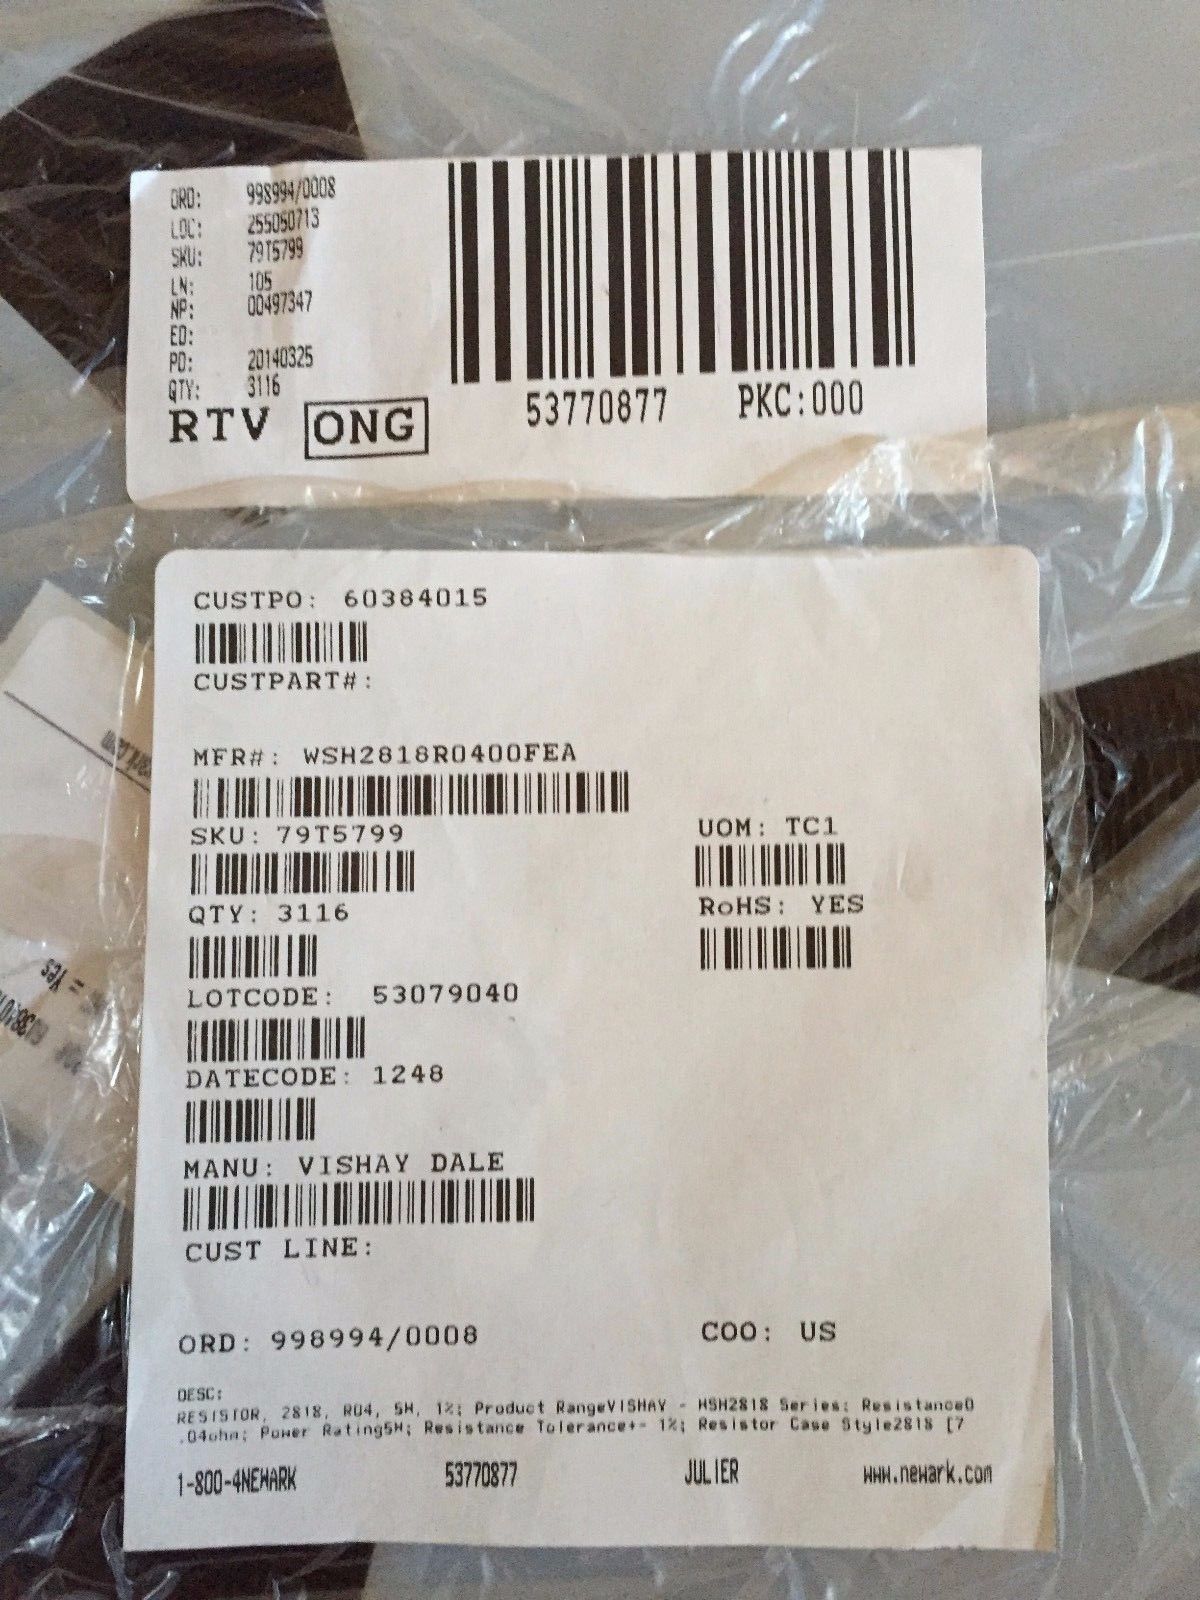 ORD: 998994/0008
LOC: 255050713
SKU: 79T5799
LN: 105
NP: 00497347
ED:
PD: 20140325
QTY: 3116
RTV ONG
53770877 PKC:000
CUSTPO: 60384015
CUSTPART#:
MFR#: WSH2818R0400FEA
SKU: 79T5799
UOM: TC1
QTY: 3116
RoHS: YES
LOTCODE: 53079040
DATECODE: 1248
MANU: VISHAY DALE
CUST LINE:
ORD: 998994/0008 COO: US
DESC:
RESISTOR, 2818, R04, 5W, 1%; Product RangeVISHAY - WSH2818 Series; Resistance0
.04ohm; Power Rating5W; Resistance Tolerance+- 1%; Resistor Case Style2818 [7
1-800-4NEWARK 53770877 JULIER www.newark.com
= Yes